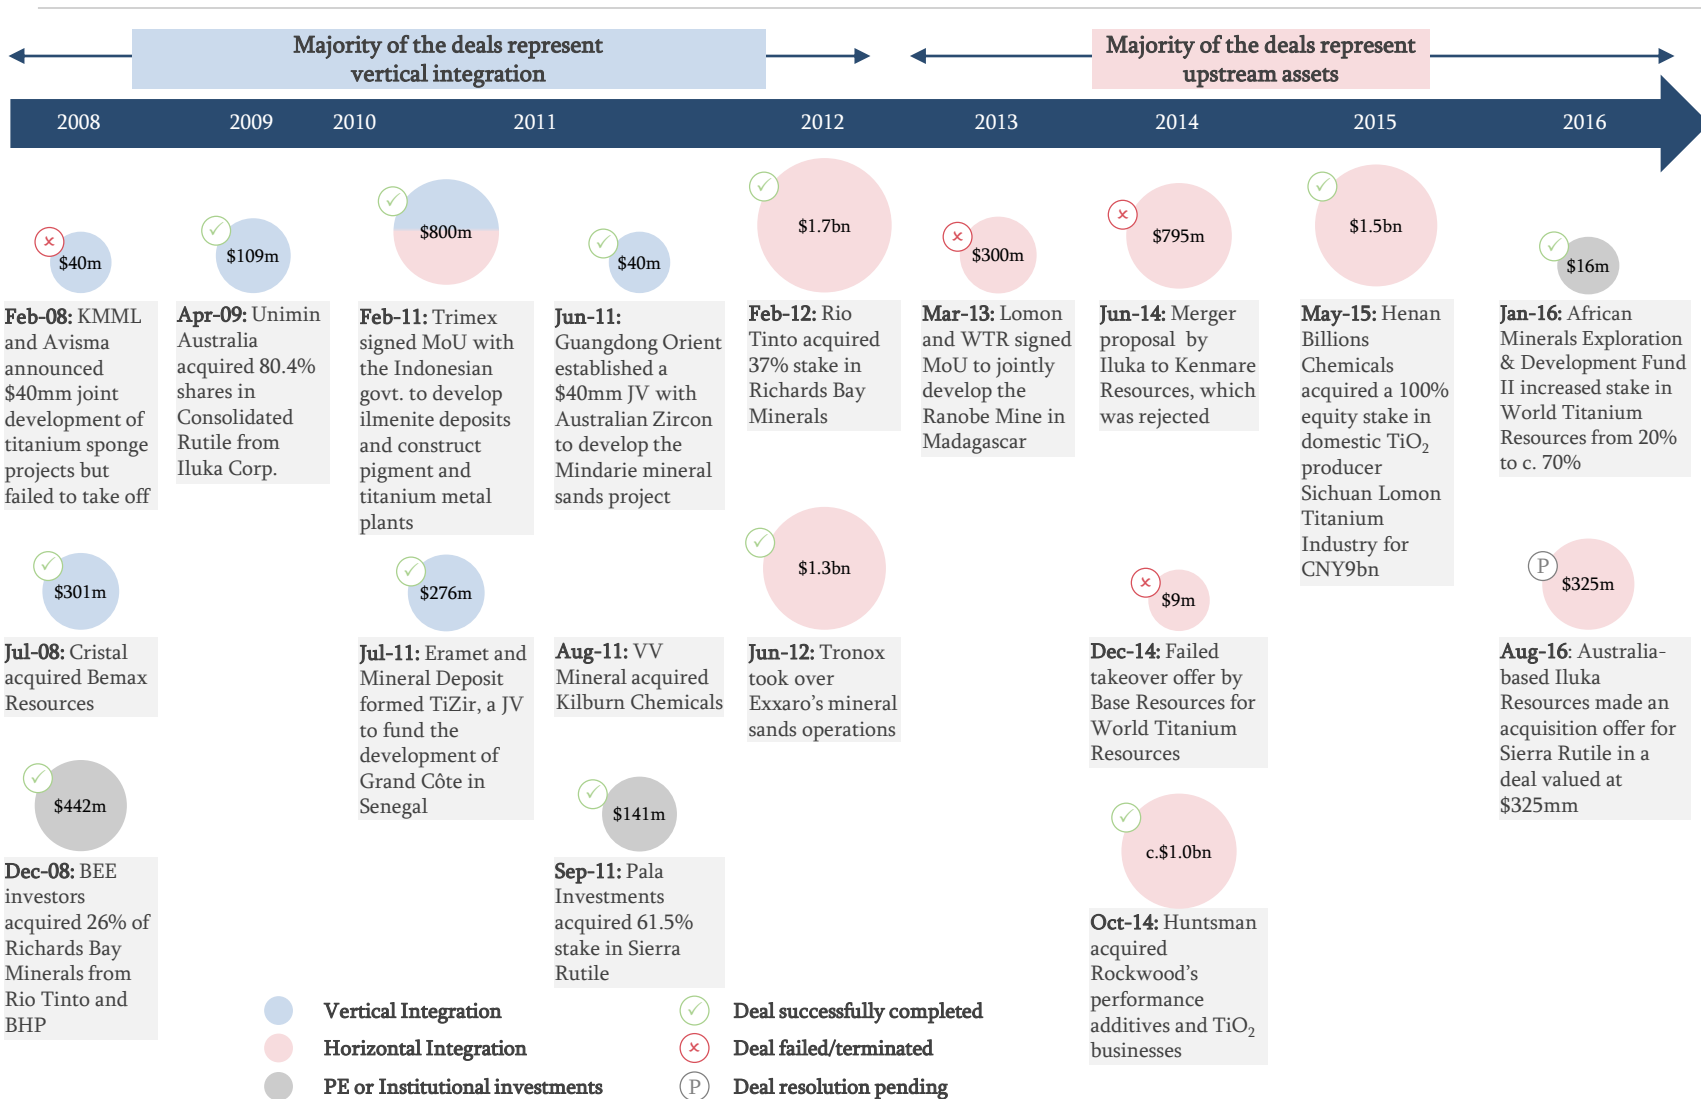 Majority of the deals represent
vertical integration
Majority of the deals represent
upstream assets
2008
2009
2010
2011
2012
2013
2014
2015
2016
$40m
Feb-08: KMML
and Avisma
announced
$40mm joint
development of
titanium sponge
projects but
failed to take off
$301m
Jul-08: Cristal
acquired Bemax
Resources
$442m
Dec-08: BEE
investors
acquired 26% of
Richards Bay
Minerals from
Rio Tinto and
BHP
$109m
Apr-09: Unimin
Australia
acquired 80.4%
shares in
Consolidated
Rutile from
Iluka Corp.
$800m
Feb-11: Trimex
signed MoU with
the Indonesian
govt. to develop
ilmenite deposits
and construct
pigment and
titanium metal
plants
$276m
Jul-11: Eramet and
Mineral Deposit
formed TiZir, a JV
to fund the
development of
Grand Côte in
Senegal
$40m
Jun-11:
Guangdong Orient
established a
$40mm JV with
Australian Zircon
to develop the
Mindarie mineral
sands project
Aug-11: VV
Mineral acquired
Kilburn Chemicals
$141m
Sep-11: Pala
Investments
acquired 61.5%
stake in Sierra
Rutile
$1.7bn
Feb-12: Rio
Tinto acquired
37% stake in
Richards Bay
Minerals
$1.3bn
Jun-12: Tronox
took over
Exxaro’s mineral
sands operations
$300m
Mar-13: Lomon
and WTR signed
MoU to jointly
develop the
Ranobe Mine in
Madagascar
$795m
Jun-14: Merger
proposal by
Iluka to Kenmare
Resources, which
was rejected
$9m
Dec-14: Failed
takeover offer by
Base Resources for
World Titanium
Resources
c.$1.0bn
Oct-14: Huntsman
acquired
Rockwood’s
performance
additives and TiO2
businesses
$1.5bn
May-15: Henan
Billions
Chemicals
acquired a 100%
equity stake in
domestic TiO2
producer
Sichuan Lomon
Titanium
Industry for
CNY9bn
$16m
Jan-16: African
Minerals Exploration
& Development Fund
II increased stake in
World Titanium
Resources from 20%
to c. 70%
P
$325m
Aug-16: Australia-
based Iluka
Resources made an
acquisition offer for
Sierra Rutile in a
deal valued at
$325mm
Vertical Integration
Horizontal Integration
PE or Institutional investments
Deal successfully completed
Deal failed/terminated
P Deal resolution pending